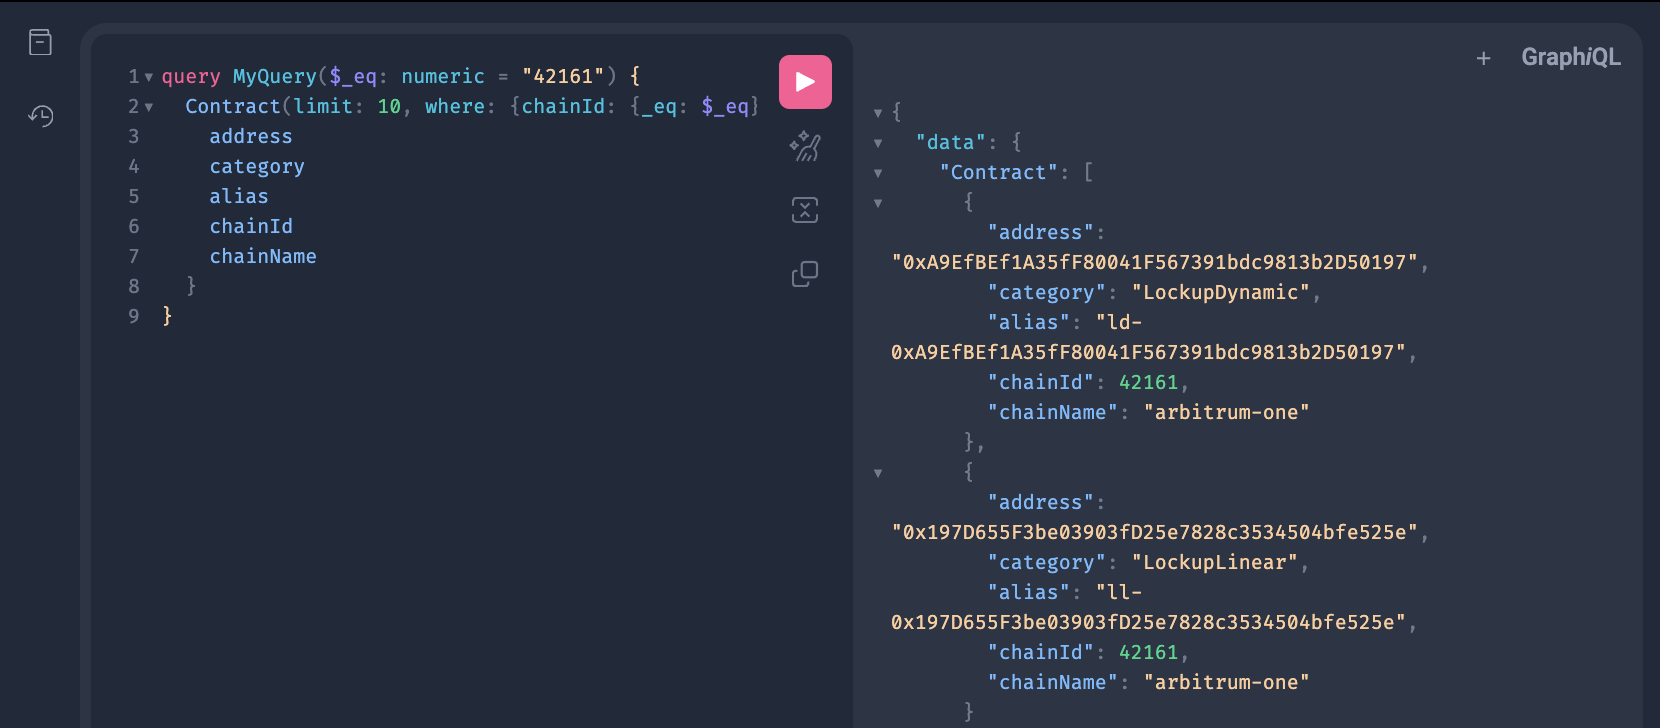 1 query MyQuery($_eq: numeric = "42161") {
2 Contract(limit: 10, where: {chainId: {_eq: $_eq}
3 address
4 category
5 alias
6 chainId
7 chainName
8 }
9 }
+ GraphiQL
{
"data": {
"Contract": [
{
"address":
"0xA9EfBEf1A35fF80041F567391bdc9813b2D50197",
"category": "LockupDynamic",
"alias": "ld-
0xA9EfBEf1A35fF80041F567391bdc9813b2D50197",
"chainId": 42161,
"chainName": "arbitrum-one"
},
{
"address":
"0x197D655F3be03903fD25e7828c3534504bfe525e",
"category": "LockupLinear",
"alias": "ll-
0x197D655F3be03903fD25e7828c3534504bfe525e",
"chainId": 42161,
"chainName": "arbitrum-one"
}